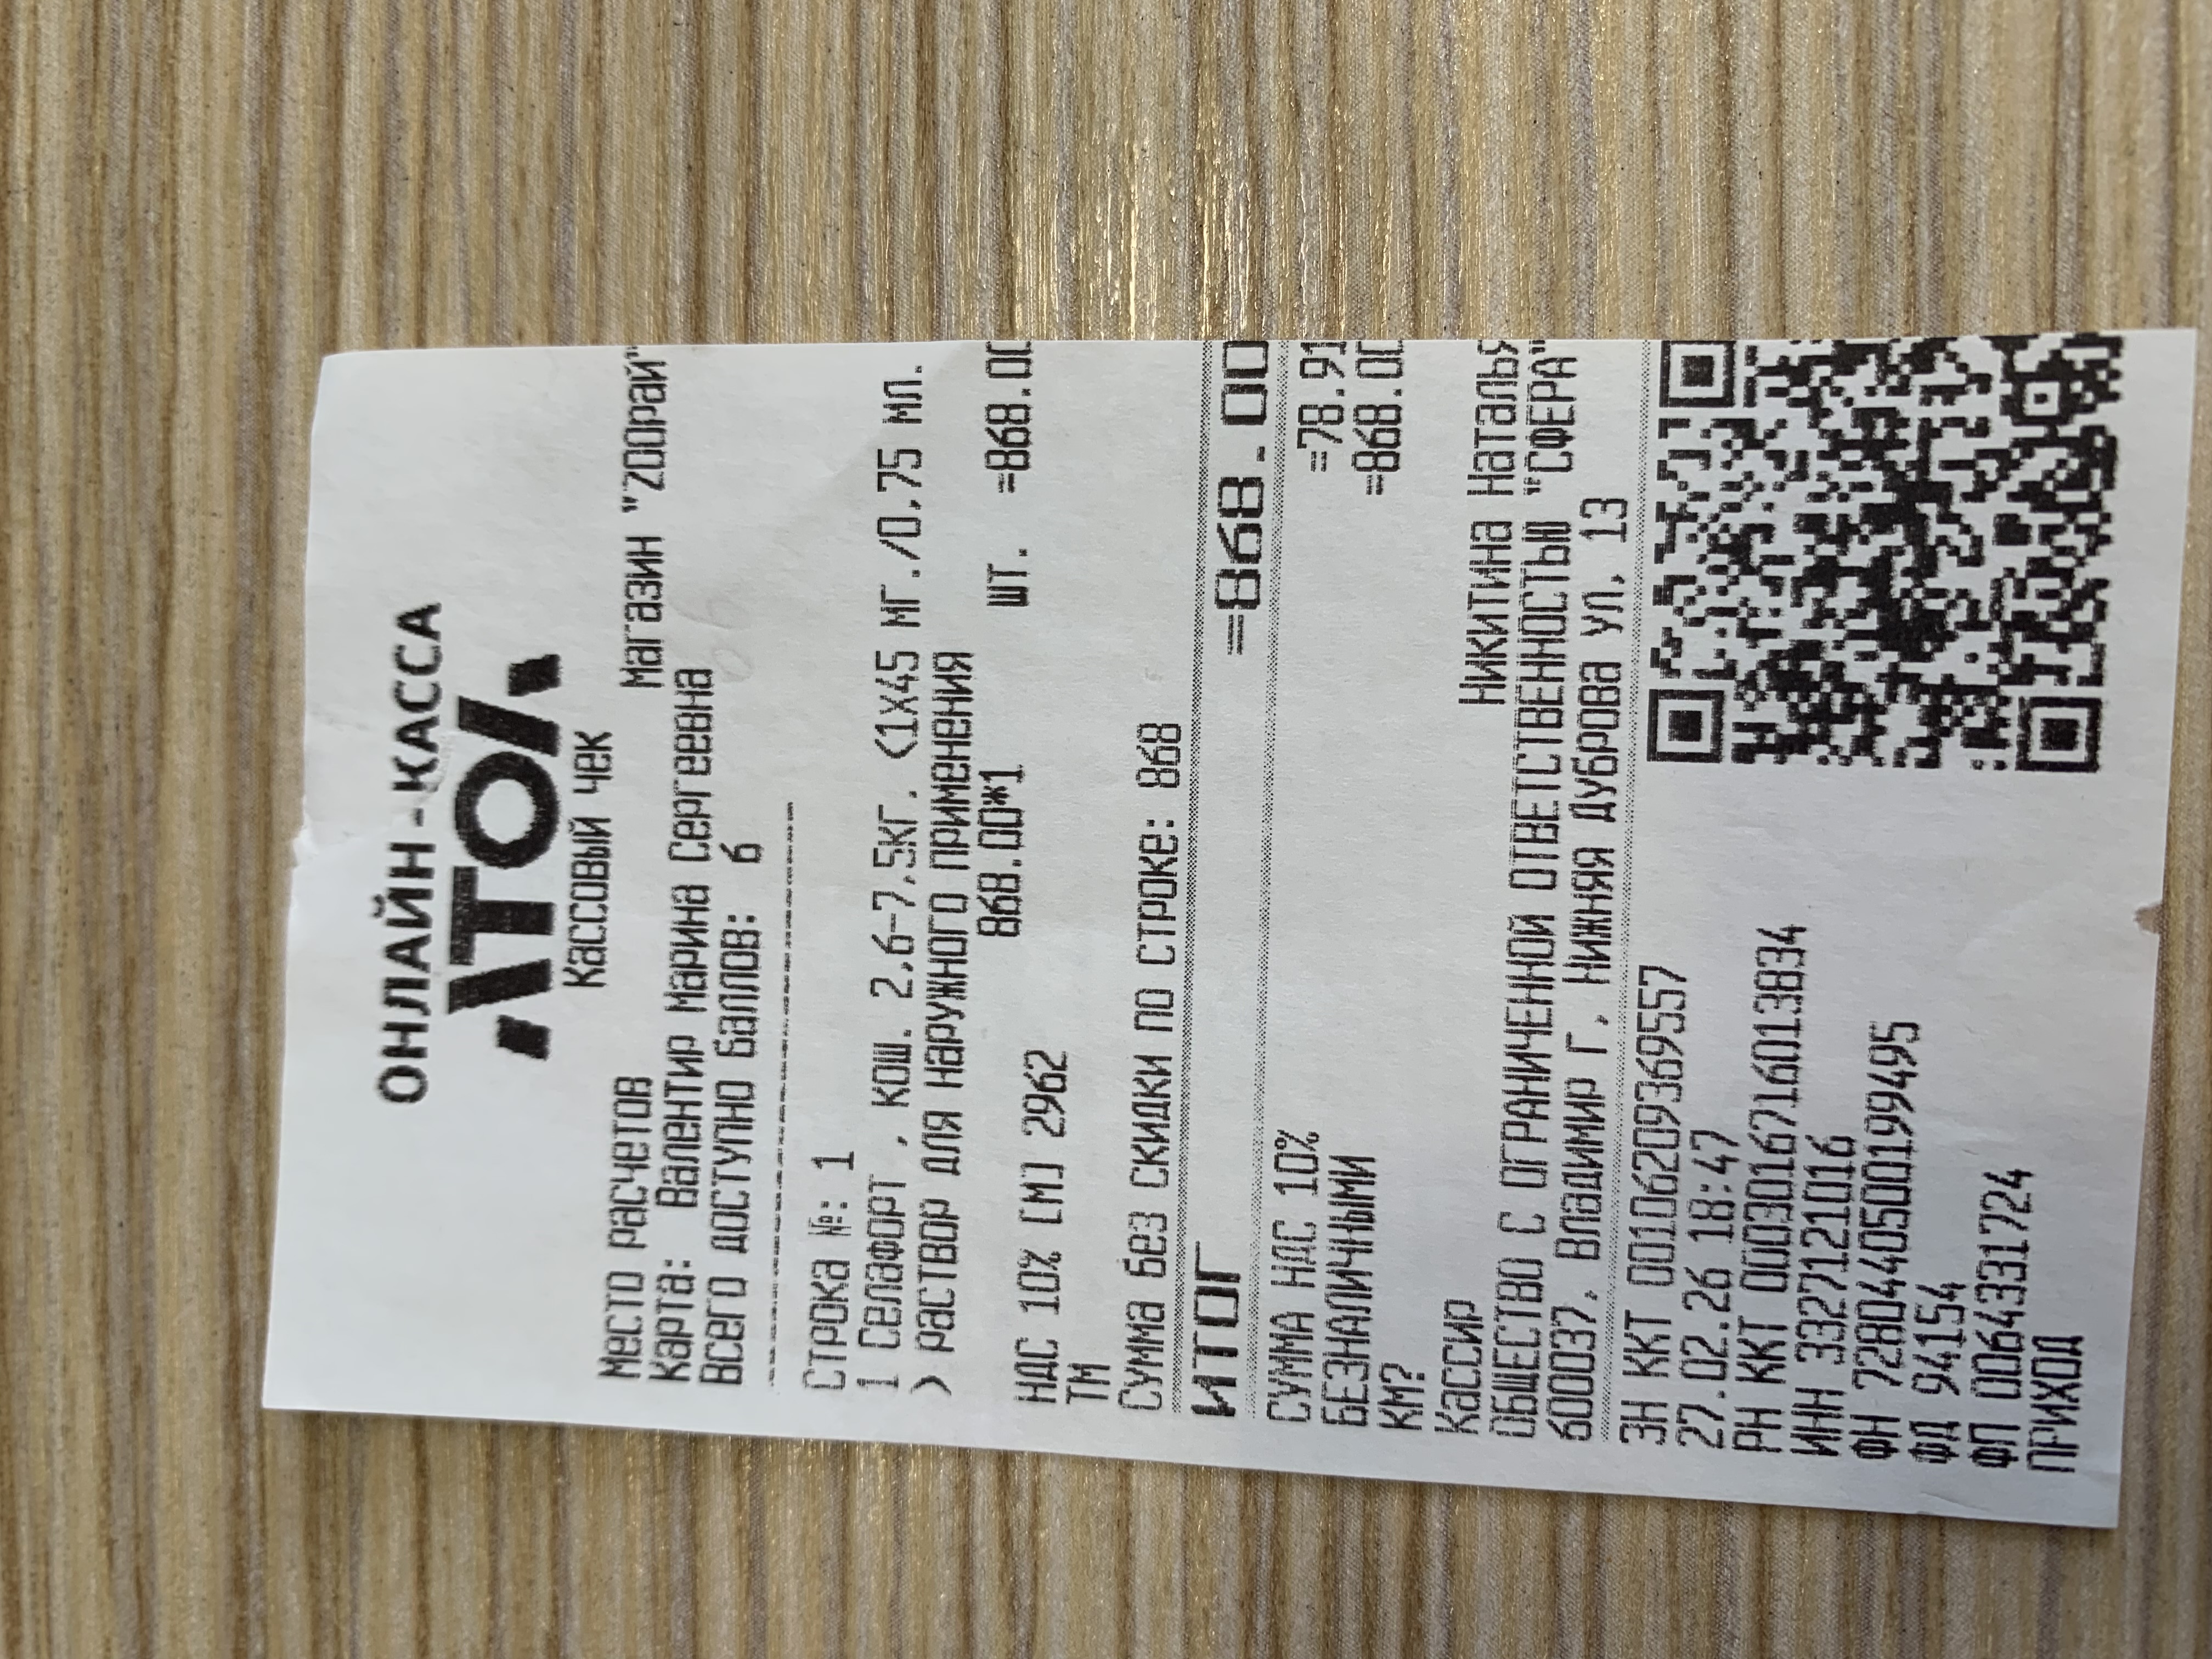 ОНЛАЙН-КАССА
АТОЛ
Кассовый чек
Место расчетов Магазин "ZООРАЙ"
Карта: Валентир Марина Сергеевна
Всего доступно баллов: 6
Строка №: 1
1 Селафорт , кош. 2,6-7,5кг. <1Х45 мг./0,75 мл.
> раствор для наружного применения
868.00*1 шт. =868.00
НДС 10% [М] 2962
ТМ
Сумма без скидки по строке: 868
ИТОГ =868.00
СУММА НДС 10% =78.91
БЕЗНАЛИЧНЫМИ =868.00
КМ?
Кассир Никитина Наталья
ОБЩЕСТВО С ОГРАНИЧЕННОЙ ОТВЕТСТВЕННОСТЬЮ "СФЕРА"
600037, Владимир г, Нижняя Дуброва ул, 13
ЗН ККТ 00106209369557
27.02.26 18:47
РН ККТ 0003016716013834
ИНН 3327121016
ФН 7280440500199495
ФД 94154
ФП 0064331724
ПРИХОД